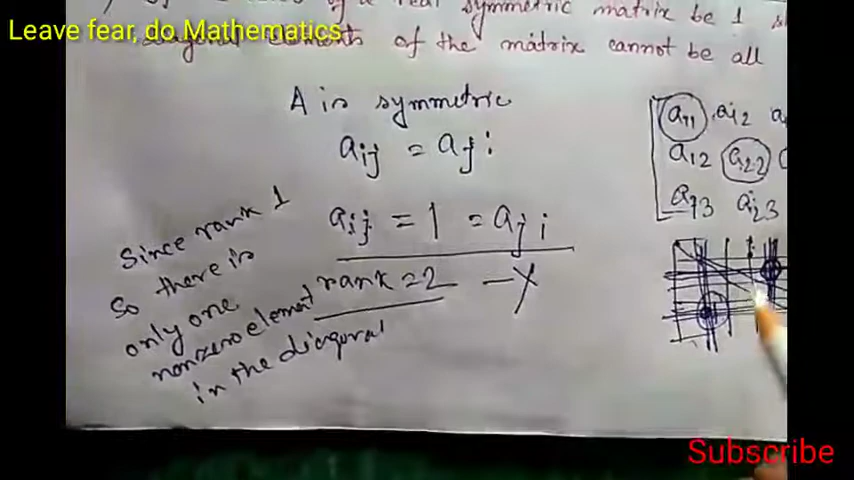 symmetric matrix be 1
Leave fear, do Mathematics
diagonal elements of the matrix cannot be all
A is symmetric
aij = aji
aij = 1 = aji
rank = 2
Since rank 1
so there is
only one
nonzero element
in the diagonal
a11 a12
a12 a22
a13 a23
Subscribe